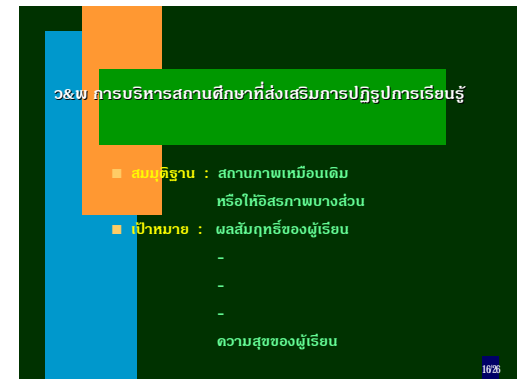 ว&พ การบริหารสถานศึกษาที่ส่งเสริมการปฏิรูปการเรียนรู้
สมมุติฐาน : สถานภาพเหมือนเดิม
หรือให้อิสรภาพบางส่วน
เป้าหมาย : ผลสัมฤทธิ์ของผู้เรียน
-
-
-
ความสุขของผู้เรียน
16/26